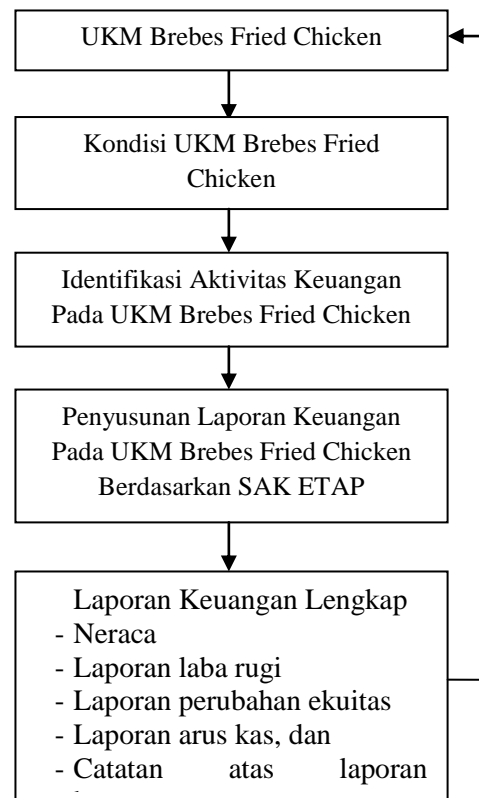 UKM Brebes Fried Chicken
Kondisi UKM Brebes Fried
Chicken
Identifikasi Aktivitas Keuangan
Pada UKM Brebes Fried Chicken
Penyusunan Laporan Keuangan
Pada UKM Brebes Fried Chicken
Berdasarkan SAK ETAP
Laporan Keuangan Lengkap
- Neraca
- Laporan laba rugi
- Laporan perubahan ekuitas
- Laporan arus kas, dan
- Catatan atas laporan